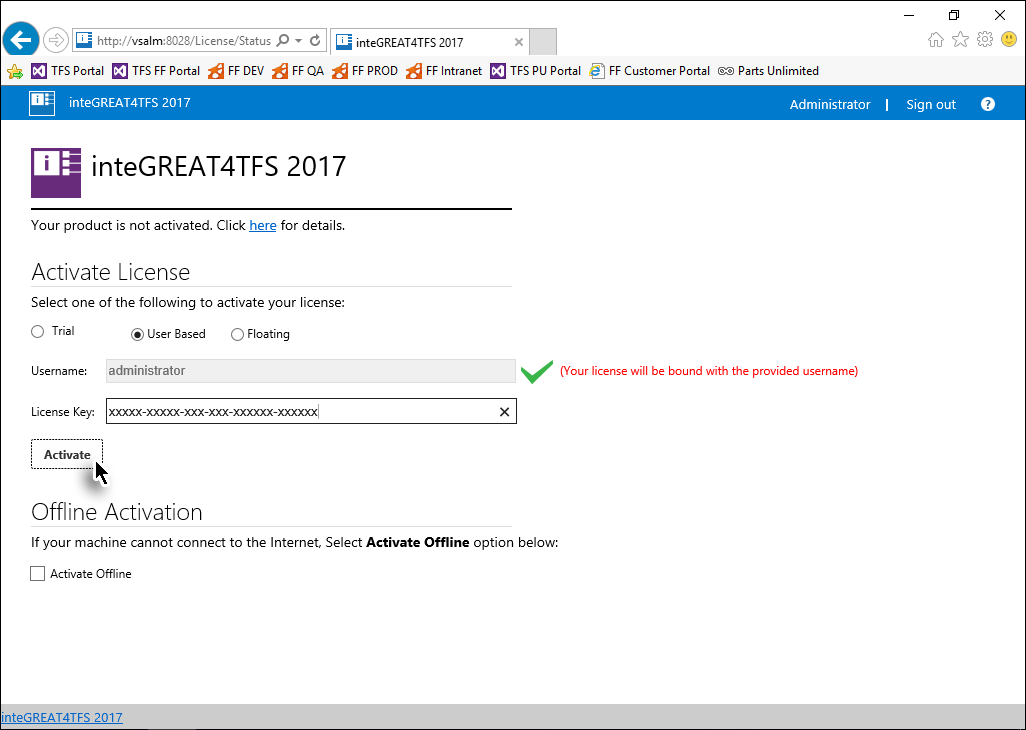 http://vsalm:8028/License/Status
inteGREAT4TFS 2017
TFS Portal TFS FF Portal FF DEV FF QA FF PROD FF Intranet TFS PU Portal FF Customer Portal Parts Unlimited
inteGREAT4TFS 2017 Administrator | Sign out ?
inteGREAT4TFS 2017
Your product is not activated. Click here for details.
Activate License
Select one of the following to activate your license:
Trial User Based Floating
Username: administrator (Your license will be bound with the provided username)
License Key: xxxxx-xxxxx-xxx-xxx-xxxxxx-xxxxxx
Activate
Offline Activation
If your machine cannot connect to the Internet, Select Activate Offline option below:
Activate Offline
inteGREAT4TFS 2017